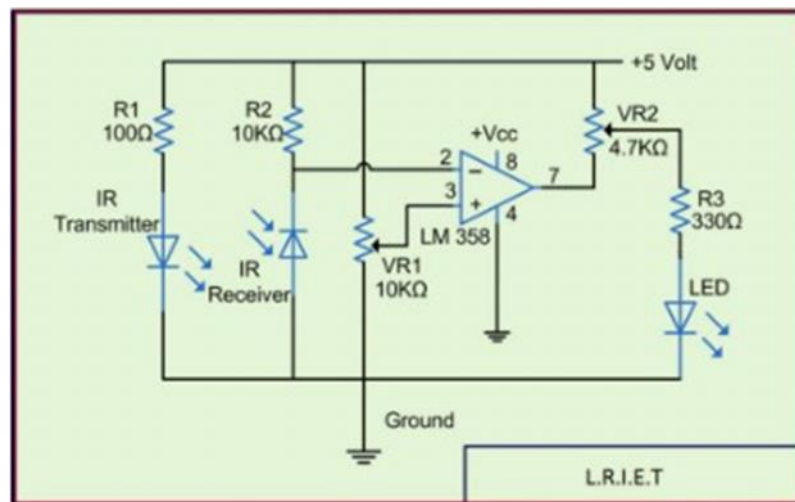 +5 Volt
R1
100Ω
R2
10KΩ
VR2
4.7KΩ
+Vcc
2
8
7
3
4
−
+
LM 358
IR
Transmitter
IR
Receiver
VR1
10KΩ
R3
330Ω
LED
Ground
L.R.I.E.T